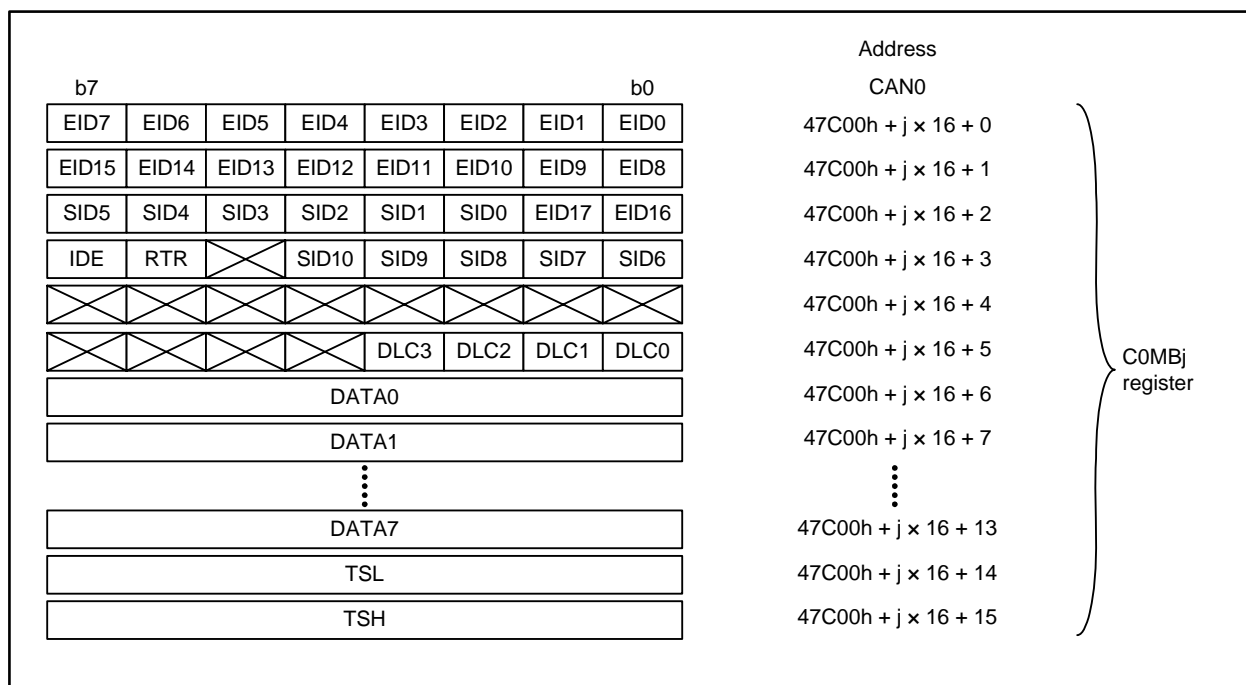 Address
b7 b0 CAN0
EID7 EID6 EID5 EID4 EID3 EID2 EID1 EID0 47C00h + j × 16 + 0
EID15 EID14 EID13 EID12 EID11 EID10 EID9 EID8 47C00h + j × 16 + 1
SID5 SID4 SID3 SID2 SID1 SID0 EID17 EID16 47C00h + j × 16 + 2
IDE RTR SID10 SID9 SID8 SID7 SID6 47C00h + j × 16 + 3
47C00h + j × 16 + 4
DLC3 DLC2 DLC1 DLC0 47C00h + j × 16 + 5
DATA0 47C00h + j × 16 + 6
DATA1 47C00h + j × 16 + 7
DATA7 47C00h + j × 16 + 13
TSL 47C00h + j × 16 + 14
TSH 47C00h + j × 16 + 15
C0MBj
register